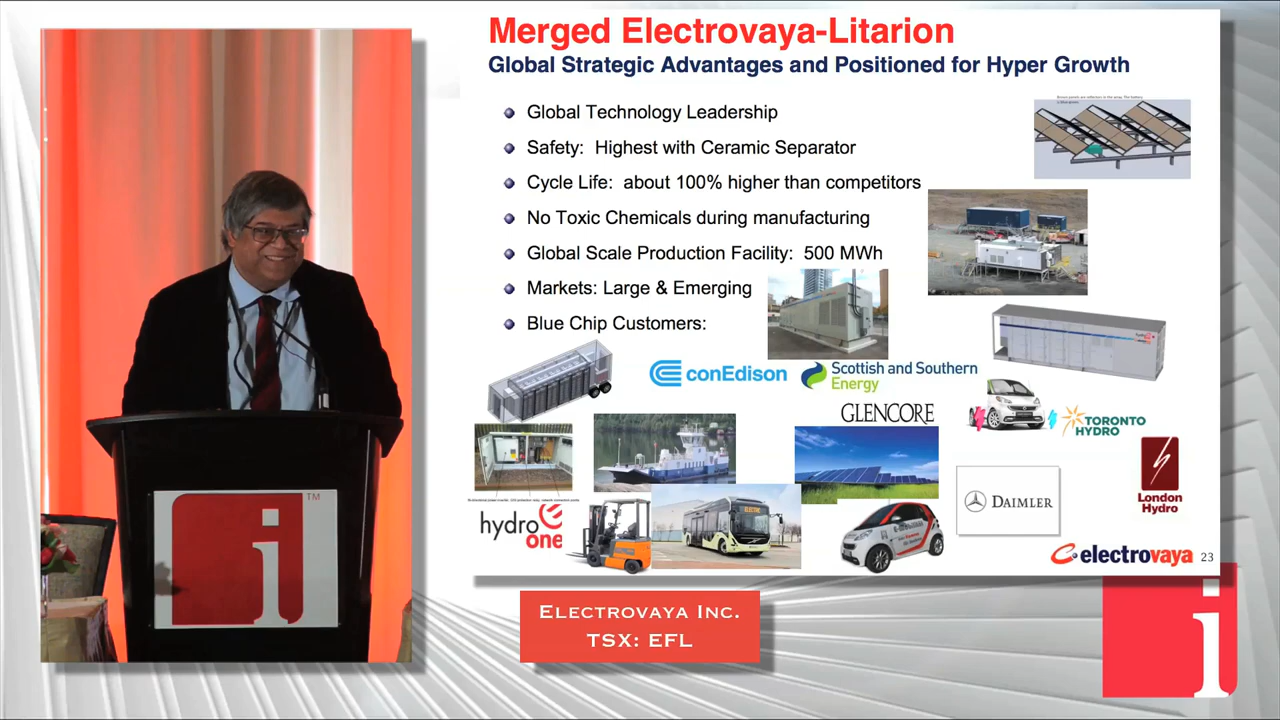 Merged Electrovaya-Litarion
Global Strategic Advantages and Positioned for Hyper Growth
Global Technology Leadership
Safety: Highest with Ceramic Separator
Cycle Life: about 100% higher than competitors
No Toxic Chemicals during manufacturing
Global Scale Production Facility: 500 MWh
Markets: Large & Emerging
Blue Chip Customers:
conEdison
Scottish and Southern
Energy
GLENCORE
TORONTO
HYDRO
DAIMLER
London
Hydro
hydro
one
ELECTRIC
electrovaya
23
i
TM
Electrovaya Inc.
TSX: EFL
i